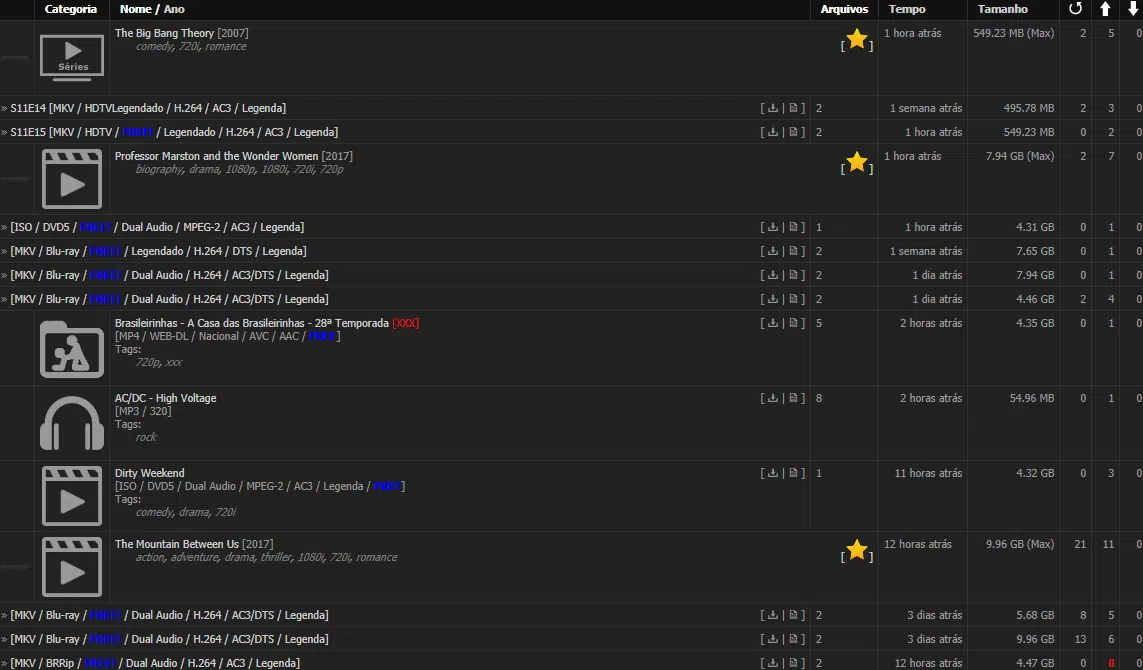 Categoria Nome / Ano Arquivos Tempo Tamanho
The Big Bang Theory [2007] [ ] 1 hora atrás 549.23 MB (Max) 2 5 0
comedy, 720i, romance
Séries
» S11E14 [MKV / HDTVLegendado / H.264 / AC3 / Legenda] [ | ] 2 1 semana atrás 495.78 MB 2 3 0
» S11E15 [MKV / HDTV / FREE! / Legendado / H.264 / AC3 / Legenda] [ | ] 2 1 hora atrás 549.23 MB 0 2 0
Professor Marston and the Wonder Women [2017] [ ] 1 hora atrás 7.94 GB (Max) 2 7 0
biography, drama, 1080p, 1080i, 720i, 720p
» [ISO / DVD5 / FREE! / Dual Audio / MPEG-2 / AC3 / Legenda] [ | ] 1 1 hora atrás 4.31 GB 0 1 0
» [MKV / Blu-ray / FREE! / Legendado / H.264 / DTS / Legenda] [ | ] 2 1 semana atrás 7.65 GB 0 1 0
» [MKV / Blu-ray / FREE! / Dual Audio / H.264 / AC3/DTS / Legenda] [ | ] 2 1 dia atrás 7.94 GB 0 1 0
» [MKV / Blu-ray / FREE! / Dual Audio / H.264 / AC3/DTS / Legenda] [ | ] 2 1 dia atrás 4.46 GB 2 4 0
Brasileirinhas - A Casa das Brasileirinhas - 28ª Temporada [XXX] [ | ] 5 2 horas atrás 4.35 GB 0 1 0
[MP4 / WEB-DL / Nacional / AVC / AAC / FREE!]
Tags:
720p, xxx
AC/DC - High Voltage [ | ] 8 2 horas atrás 54.96 MB 0 1 0
[MP3 / 320]
Tags:
rock
Dirty Weekend [ | ] 1 11 horas atrás 4.32 GB 0 3 0
[ISO / DVD5 / Dual Audio / MPEG-2 / AC3 / Legenda / FREE!]
Tags:
comedy, drama, 720i
The Mountain Between Us [2017] [ ] 12 horas atrás 9.96 GB (Max) 21 11 0
action, adventure, drama, thriller, 1080i, 720i, romance
» [MKV / Blu-ray / FREE! / Dual Audio / H.264 / AC3/DTS / Legenda] [ | ] 2 3 dias atrás 5.68 GB 8 5 0
» [MKV / Blu-ray / FREE! / Dual Audio / H.264 / AC3/DTS / Legenda] [ | ] 2 3 dias atrás 9.96 GB 13 6 0
» [MKV / BRRip / FREE! / Dual Audio / H.264 / AC3 / Legenda] [ | ] 2 12 horas atrás 4.47 GB 0 0 0